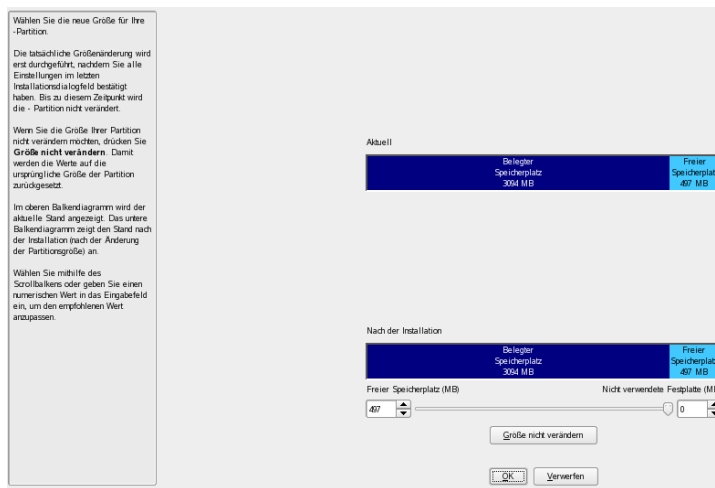 Wählen Sie die neue Größe für Ihre
-Partition.
Die tatsächliche Größenänderung wird
erst durchgeführt, nachdem Sie alle
Einstellungen im letzten
Installationsdialogfeld bestätigt
haben. Bis zu diesem Zeitpunkt wird
die - Partition nicht verändert.
Wenn Sie die Größe Ihrer Partition
nicht verändern möchten, drücken Sie
Größe nicht verändern. Damit
werden die Werte auf die
ursprüngliche Größe der Partition
zurückgesetzt.
Im oberen Balkendiagramm wird der
aktuelle Stand angezeigt. Das untere
Balkendiagramm zeigt den Stand nach
der Installation (nach der Änderung
der Partitionsgröße) an.
Wählen Sie mithilfe des
Scrollbalkens oder geben Sie einen
numerischen Wert in das Eingabefeld
ein, um den empfohlenen Wert
anzupassen.
Aktuell
Belegter
Speicherplatz
3094 MB
Freier
Speicherplat
497 MB
Nach der Installation
Belegter
Speicherplatz
3094 MB
Freier
Speicherplat
497 MB
Freier Speicherplatz (MB)
Nicht verwendete Festplatte (M
497
0
Größe nicht verändern
OK
Verwerfen